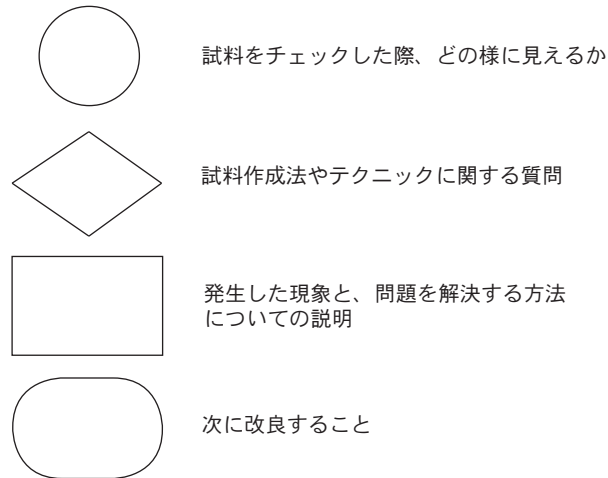 試料をチェックした際、どの様に見えるか
試料作成法やテクニックに関する質問
発生した現象と、問題を解決する方法
についての説明
次に改良すること